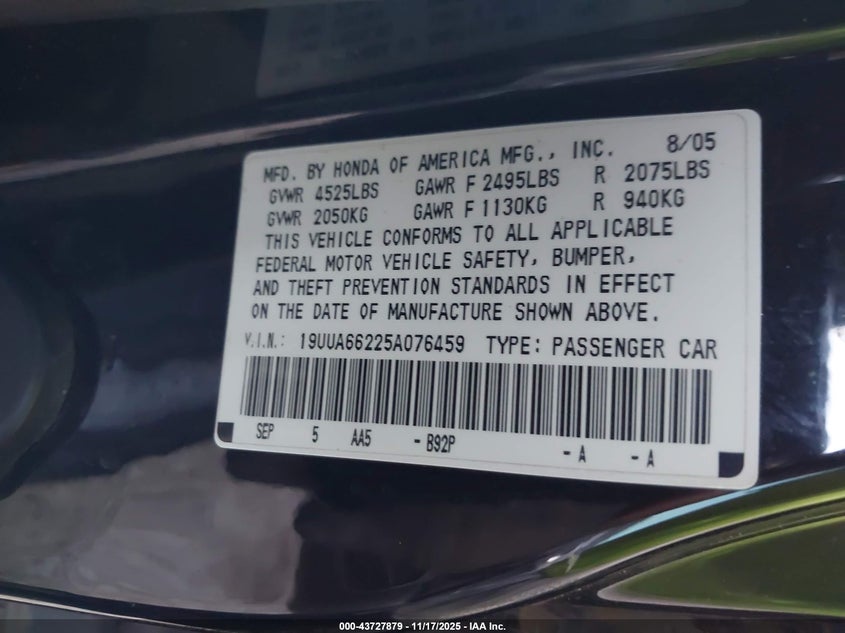 MFD. BY HONDA OF AMERICA MFG., INC. 8/05
GVWR 4525LBS GAWR F 2495LBS R 2075LBS
GVWR 2050KG GAWR F 1130KG R 940KG
THIS VEHICLE CONFORMS TO ALL APPLICABLE
FEDERAL MOTOR VEHICLE SAFETY, BUMPER,
AND THEFT PREVENTION STANDARDS IN EFFECT
ON THE DATE OF MANUFACTURE SHOWN ABOVE.
V.I.N.: 19UUA66225A076459 TYPE: PASSENGER CAR
SEP 5 AA5 - B92P - A - A
000-43727879 - 11/17/2025 - IAA Inc.